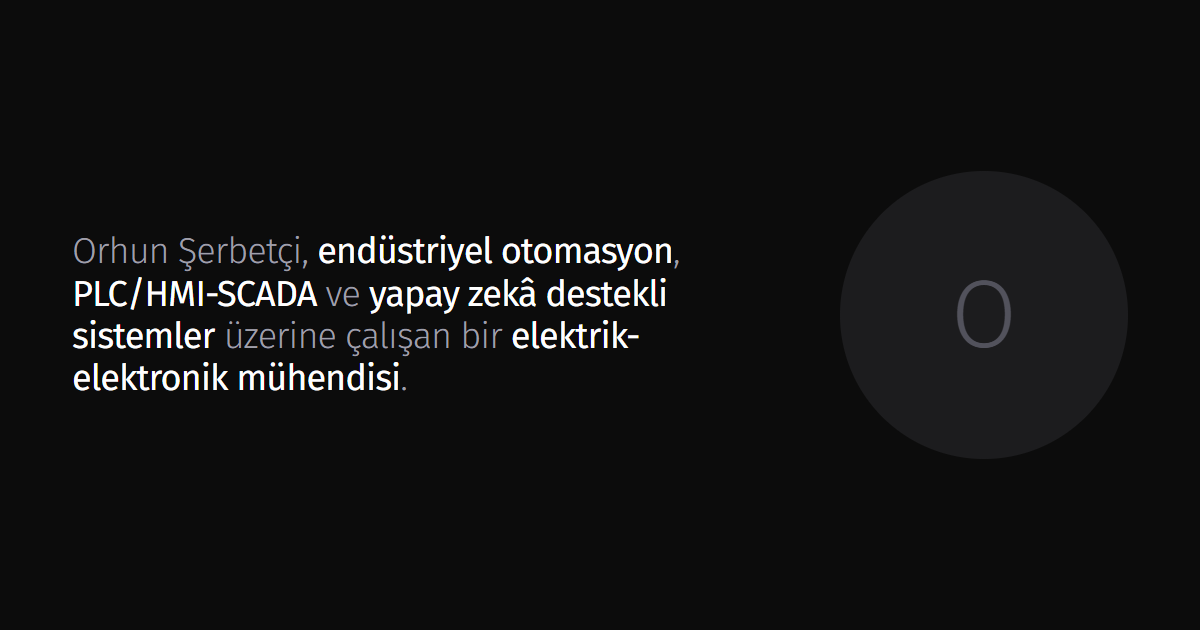 Orhun Şerbetçi, endüstriyel otomasyon,
PLC/HMI-SCADA ve yapay zekâ destekli
sistemler üzerine çalışan bir elektrik-
elektronik mühendisi.
O